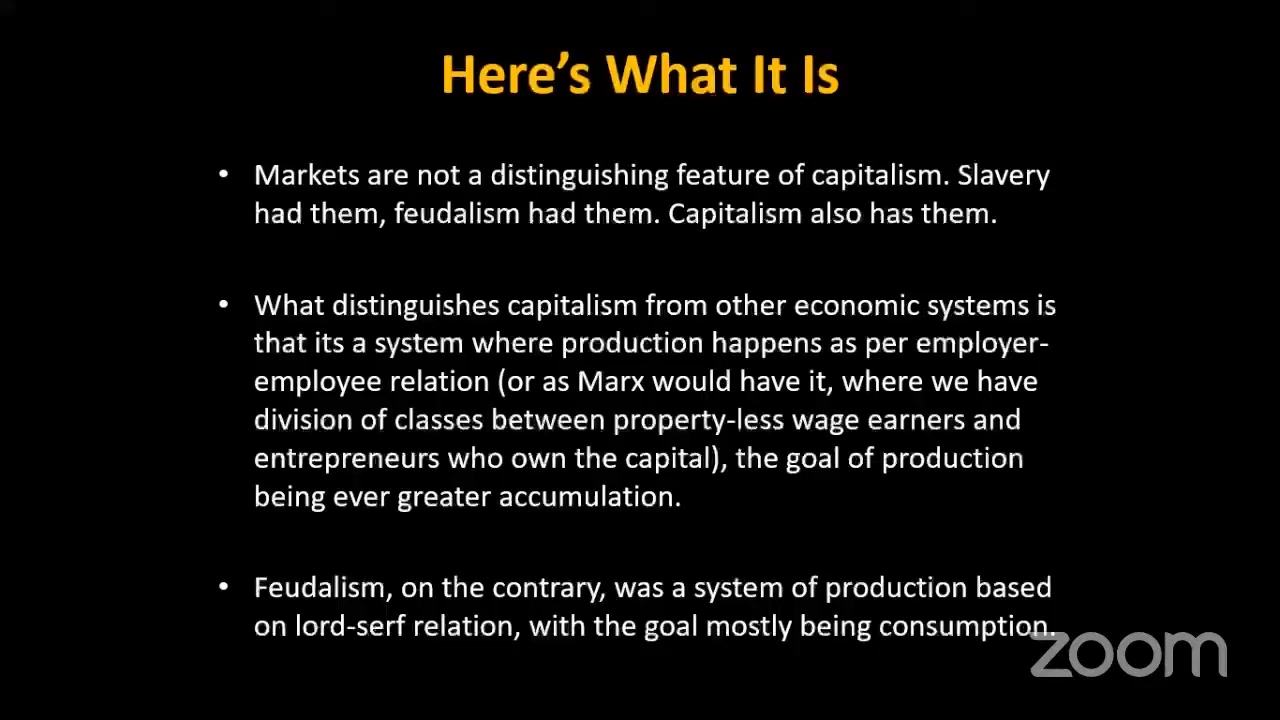 Here's What It Is
• Markets are not a distinguishing feature of capitalism. Slavery
had them, feudalism had them. Capitalism also has them.
• What distinguishes capitalism from other economic systems is
that its a system where production happens as per employer-
employee relation (or as Marx would have it, where we have
division of classes between property-less wage earners and
entrepreneurs who own the capital), the goal of production
being ever greater accumulation.
• Feudalism, on the contrary, was a system of production based
on lord-serf relation, with the goal mostly being consumption.
zoom